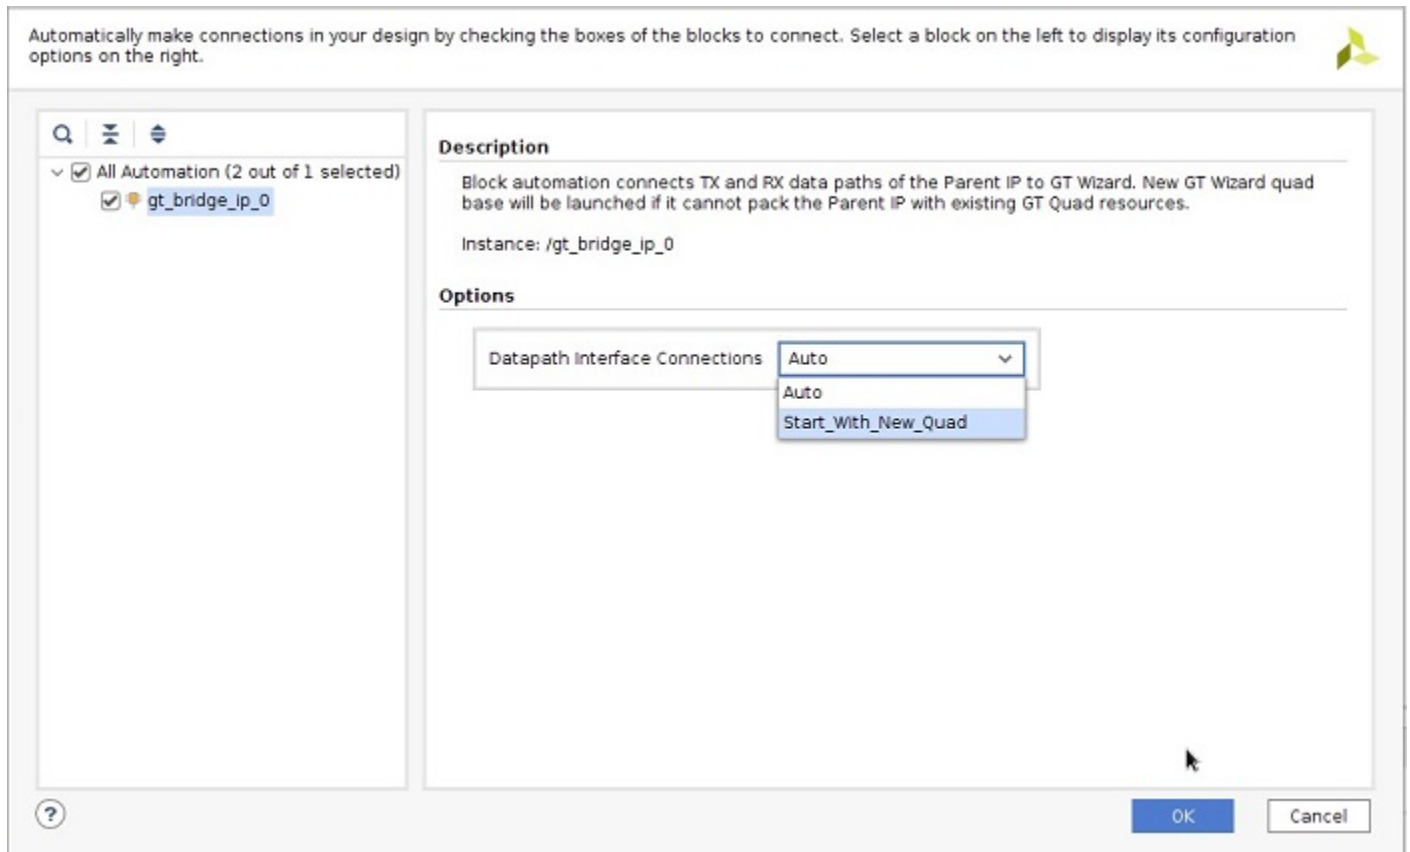 Automatically make connections in your design by checking the boxes of the blocks to connect. Select a block on the left to display its configuration
options on the right.
All Automation (2 out of 1 selected)
gt_bridge_ip_0
Description
Block automation connects TX and RX data paths of the Parent IP to GT Wizard. New GT Wizard quad
base will be launched if it cannot pack the Parent IP with existing GT Quad resources.
Instance: /gt_bridge_ip_0
Options
Datapath Interface Connections Auto
Auto
Start_With_New_Quad
?
OK Cancel